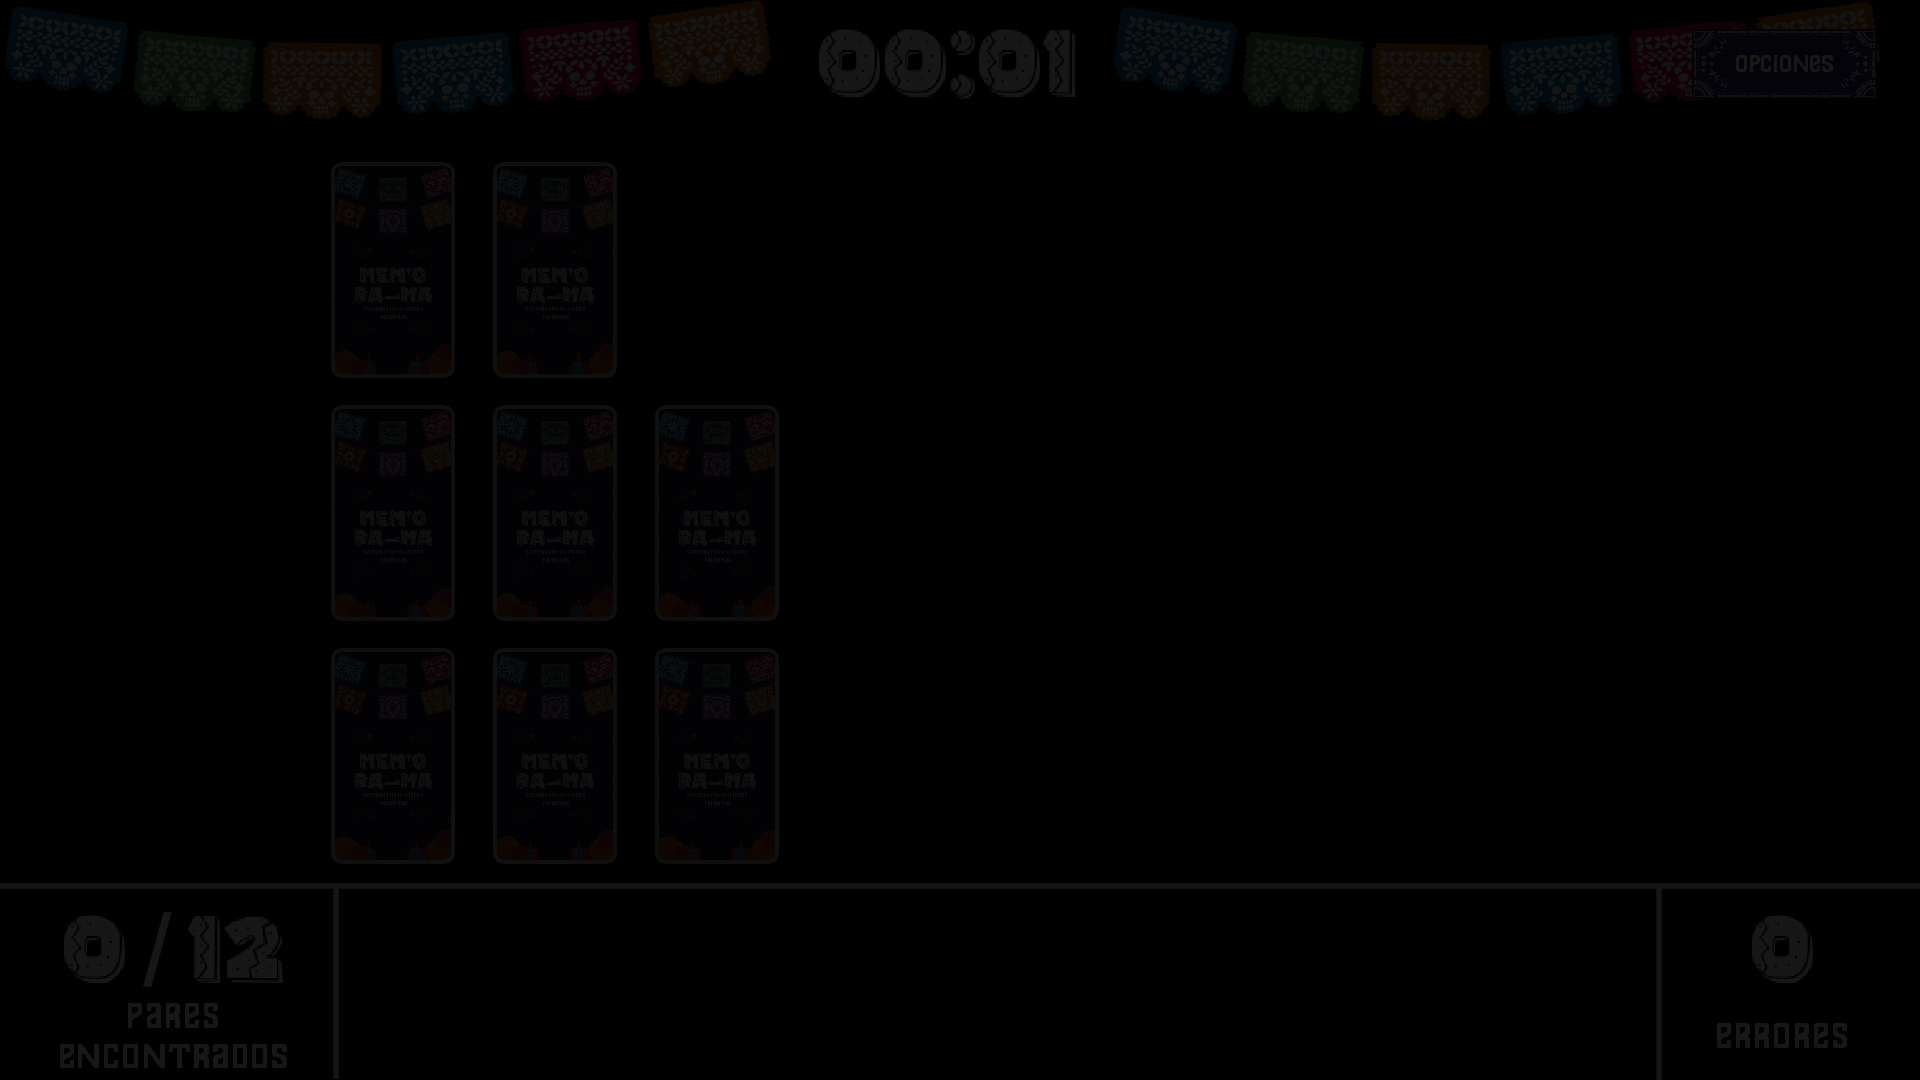 00:01
OPCIONES
MEM'O
RA-MA
MEM'O
RA-MA
MEM'O
RA-MA
MEM'O
RA-MA
MEM'O
RA-MA
MEM'O
RA-MA
MEM'O
RA-MA
MEM'O
RA-MA
0/12
PARES
ENCONTRADOS
0
ERRORES